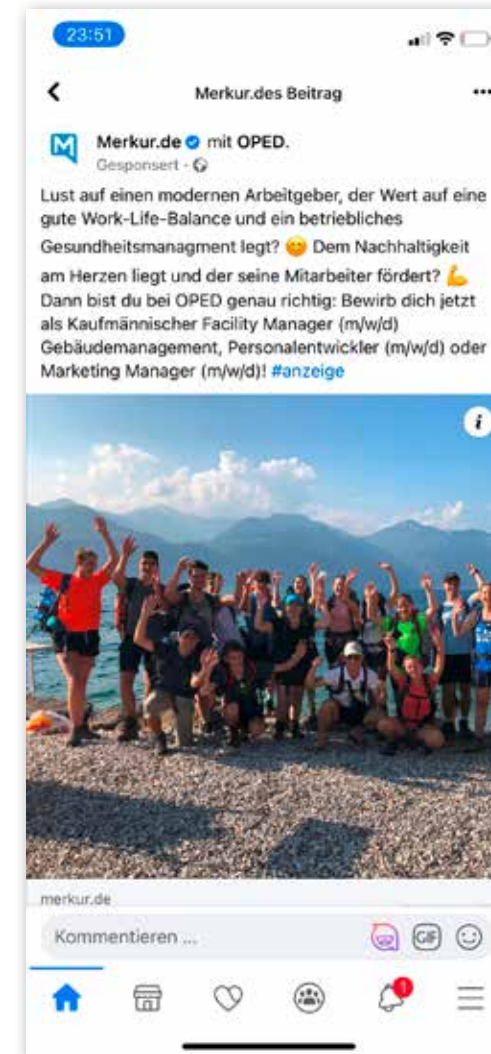 23:51
Merkur.des Beitrag
Merkur.de mit OPED.
Gesponsert
Lust auf einen modernen Arbeitgeber, der Wert auf eine
gute Work-Life-Balance und ein betriebliches
Gesundheitsmanagment legt? 😊 Dem Nachhaltigkeit
am Herzen liegt und der seine Mitarbeiter fördert? 💪
Dann bist du bei OPED genau richtig: Bewirb dich jetzt
als Kaufmännischer Facility Manager (m/w/d)
Gebäudemanagement, Personalentwickler (m/w/d) oder
Marketing Manager (m/w/d)! #anzeige
i
merkur.de
Kommentieren ...
GIF
1